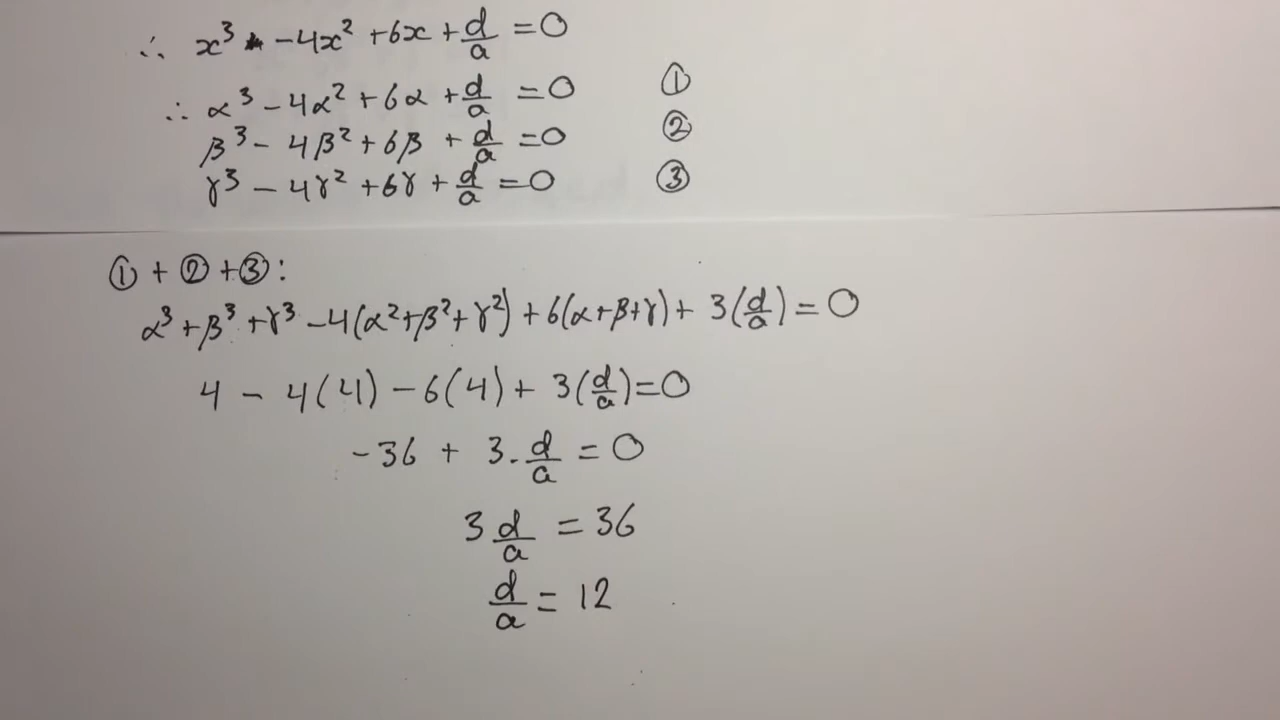 ∴ x³ - 4x² + 6x + d/a = 0
∴ α³ - 4α² + 6α + d/a = 0 ①
β³ - 4β² + 6β + d/a = 0 ②
γ³ - 4γ² + 6γ + d/a = 0 ③
① + ② + ③ :
α³ + β³ + γ³ - 4(α² + β² + γ²) + 6(α + β + γ) + 3(d/a) = 0
4 - 4(4) - 6(4) + 3(d/a) = 0
-36 + 3 . d/a = 0
3 d/a = 36
d/a = 12